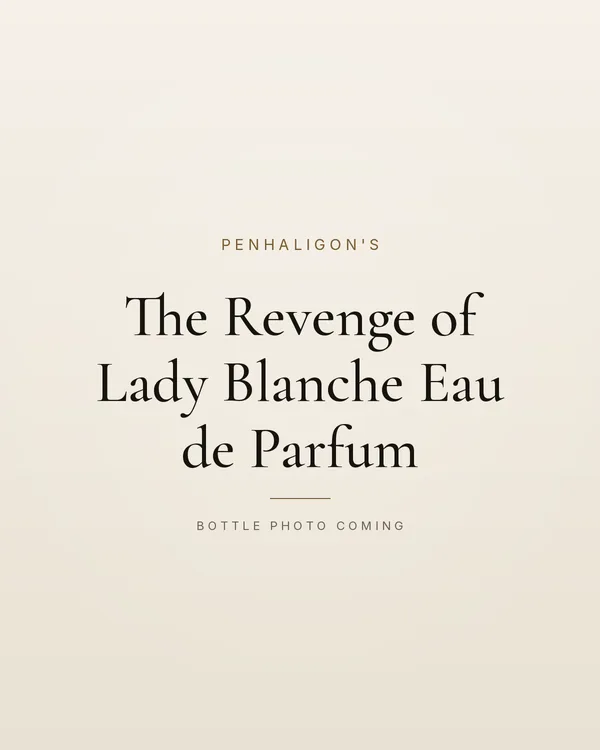 PENHALIGON'S
The Revenge of
Lady Blanche Eau
de Parfum
BOTTLE PHOTO COMING